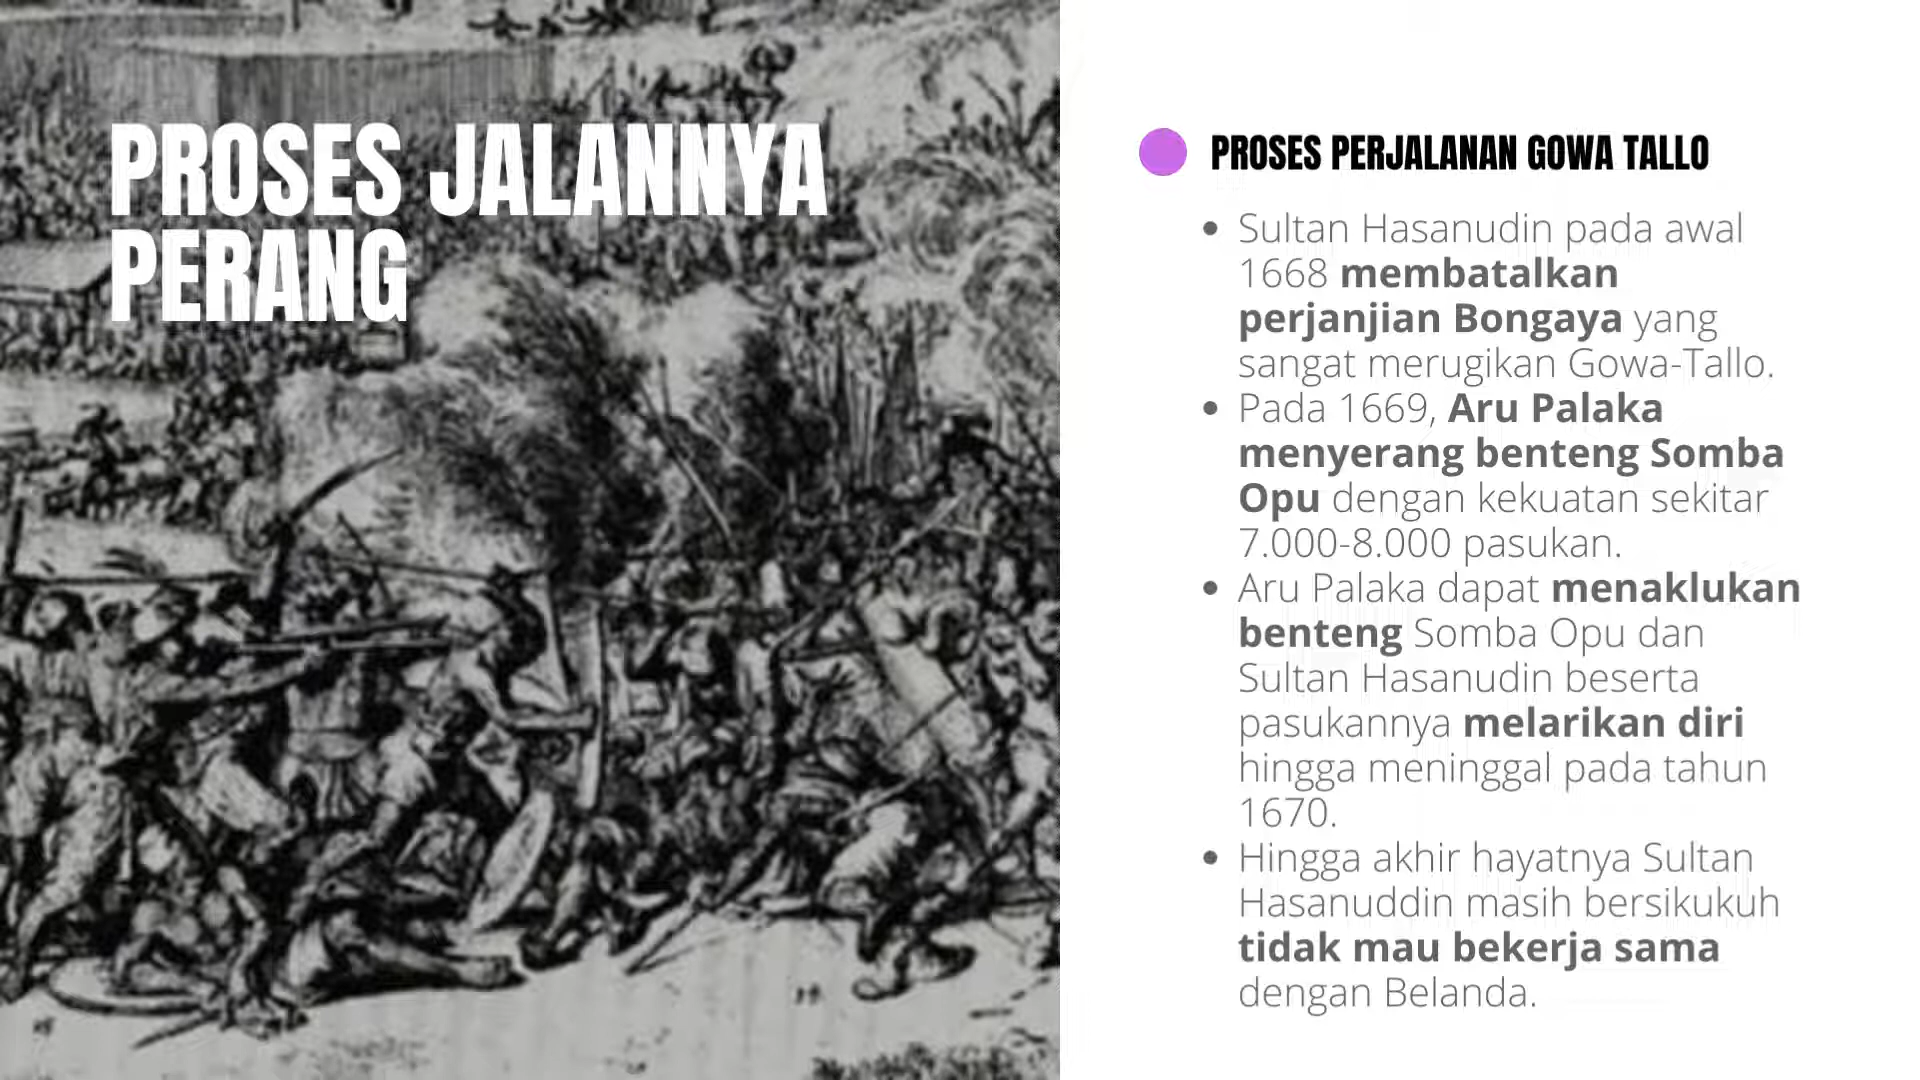 PROSES JALANNYA
PERANG
PROSES PERJALANAN GOWA TALLO
• Sultan Hasanudin pada awal
1668 membatalkan
perjanjian Bongaya yang
sangat merugikan Gowa-Tallo.
• Pada 1669, Aru Palaka
menyerang benteng Somba
Opu dengan kekuatan sekitar
7.000-8.000 pasukan.
• Aru Palaka dapat menaklukan
benteng Somba Opu dan
Sultan Hasanudin beserta
pasukannya melarikan diri
hingga meninggal pada tahun
1670.
• Hingga akhir hayatnya Sultan
Hasanuddin masih bersikukuh
tidak mau bekerja sama
dengan Belanda.